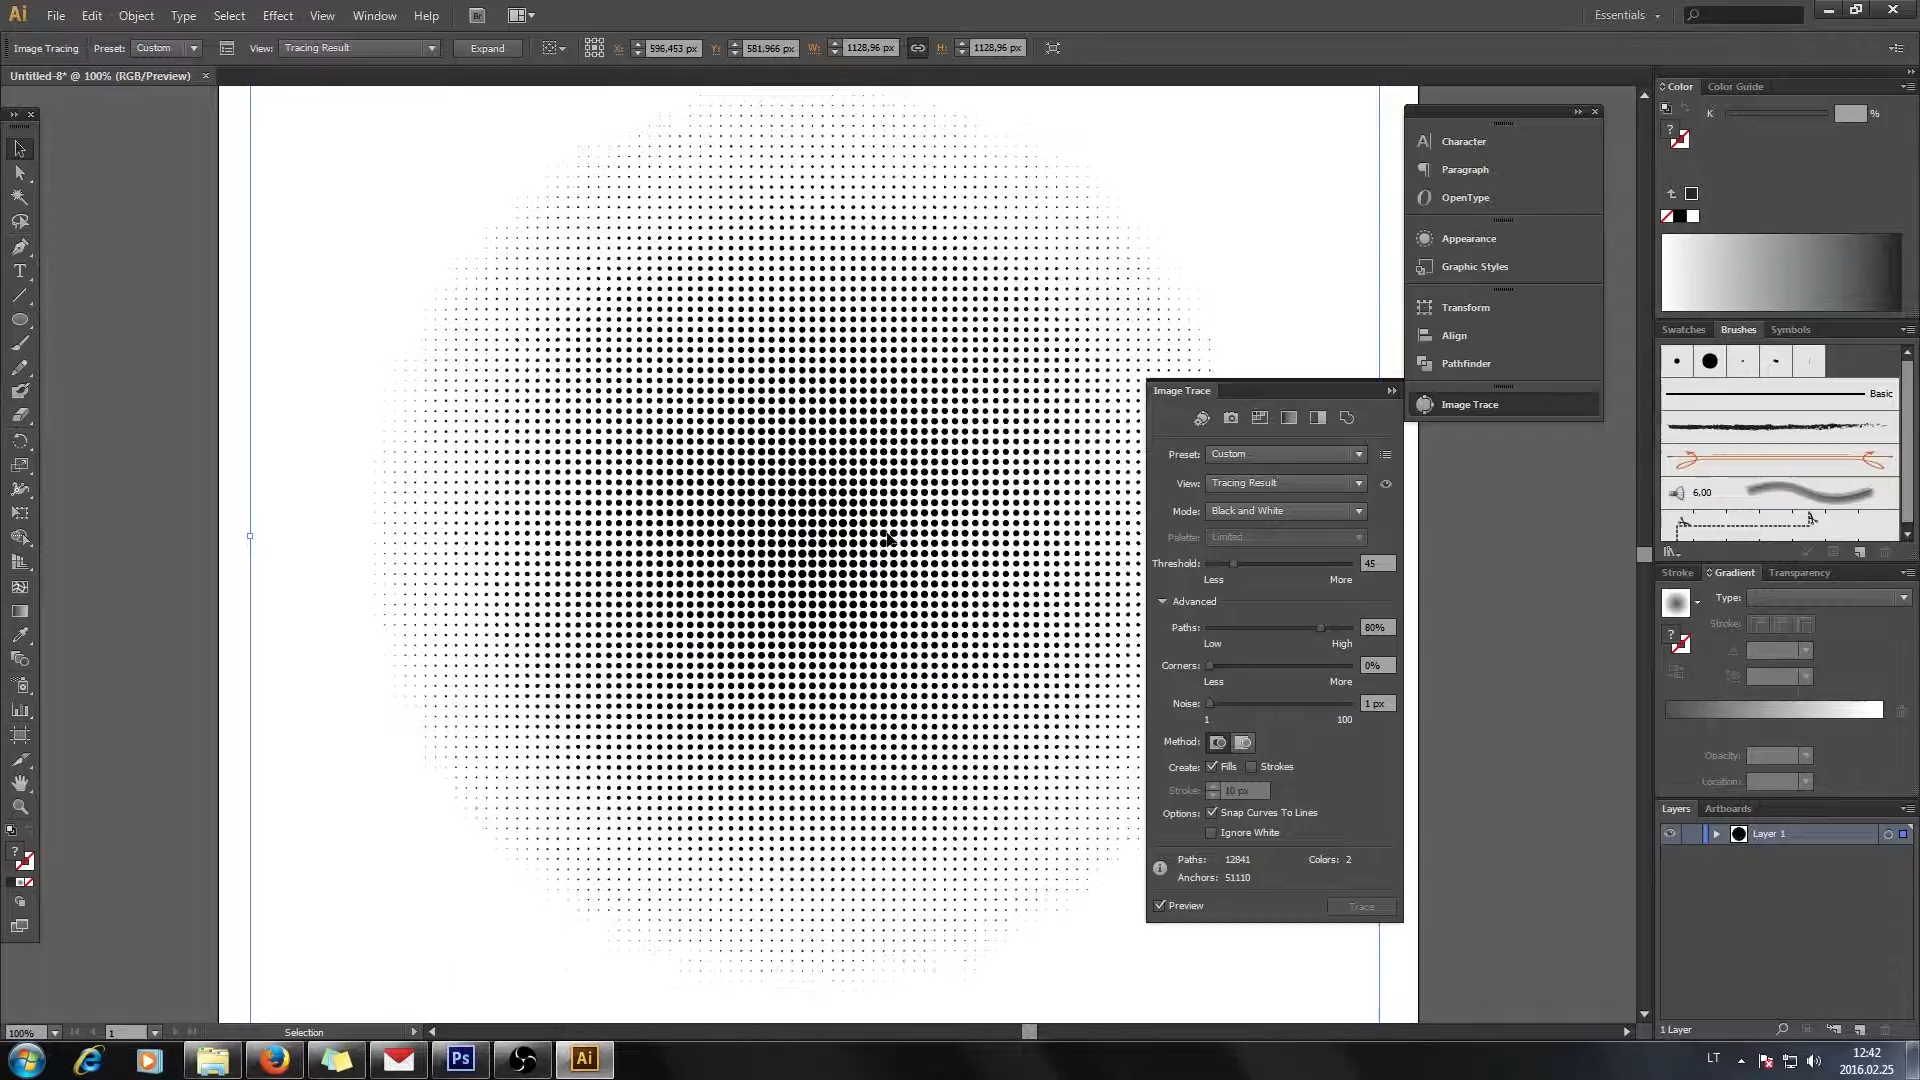 Ai File Edit Object Type Select Effect View Window Help Br Essentials
Image Tracing Preset: Custom View: Tracing Result Expand X: 596,453 px Y: 581,966 px W: 1128,96 px H: 1128,96 px
Untitled-8* @ 100% (RGB/Preview) ×
Color Color Guide
K %
Character
Paragraph
OpenType
Appearance
Graphic Styles
Transform
Align
Pathfinder
Image Trace
Swatches Brushes Symbols
Basic
6,00
Image Trace
Preset: Custom
View: Tracing Result
Mode: Black and White
Palette: Limited
Threshold: 45
Less More
Advanced
Paths: 80%
Low High
Corners: 0%
Less More
Noise: 1 px
1 100
Method:
Create: Fills Strokes
Stroke: 10 px
Options: Snap Curves To Lines
Ignore White
Paths: 12841 Colors: 2
Anchors: 51110
Preview Trace
Stroke Gradient Transparency
Type:
Stroke:
Opacity:
Location:
Layers Artboards
Layer 1
1 Layer
100% 1 Selection
Ps Ai LT 12:42
2016.02.25